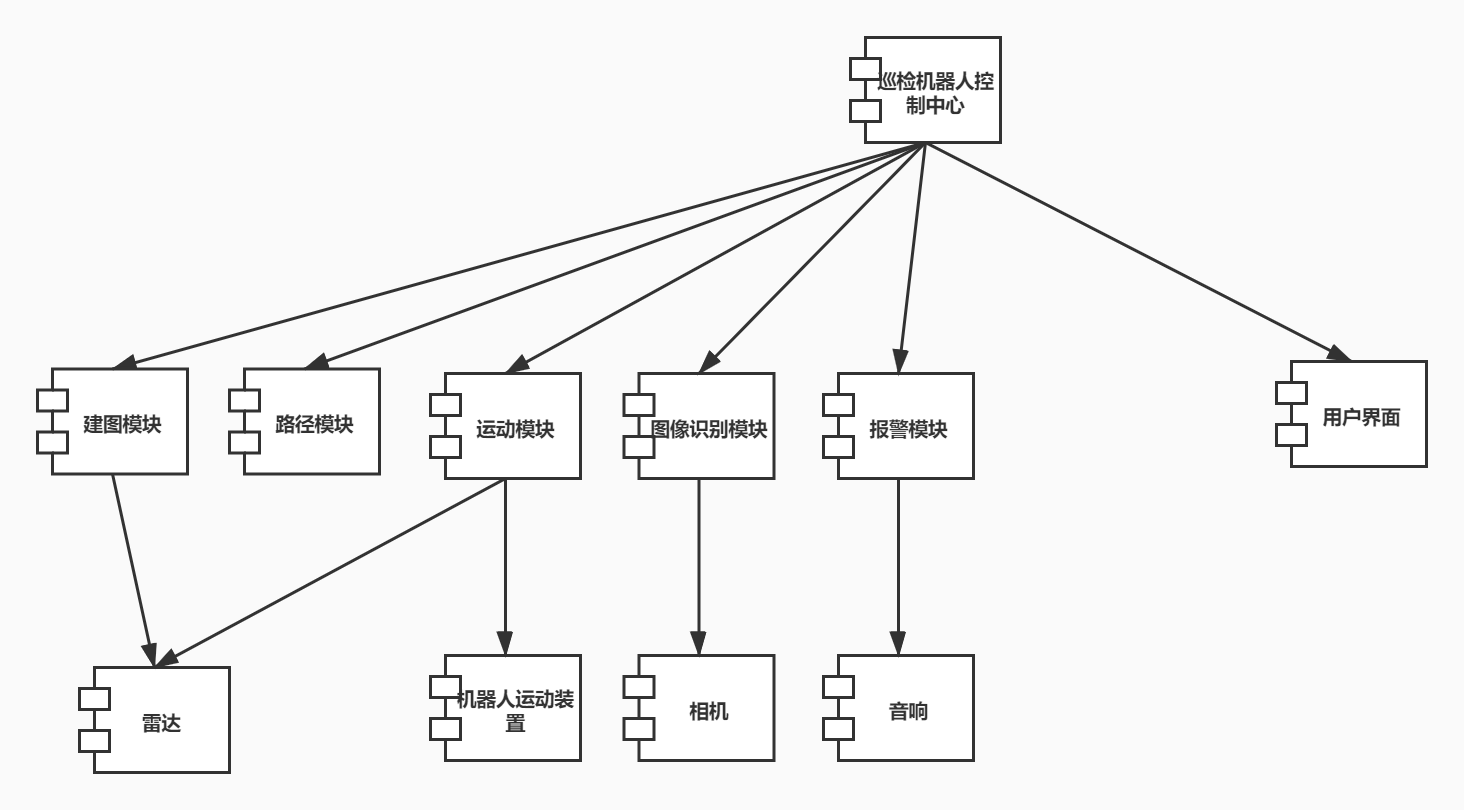 巡检机器人控
制中心
建图模块
路径模块
运动模块
图像识别模块
报警模块
用户界面
雷达
机器人运动装
置
相机
音响